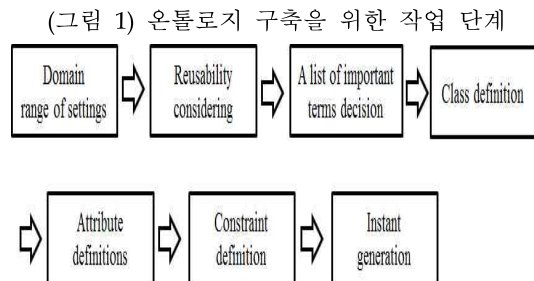 (그림 1) 온톨로지 구축을 위한 작업 단계
Domain
range of settings
Reusability
considering
A list of important
terms decision
Class definition
Attribute
definitions
Constraint
definition
Instant
generation